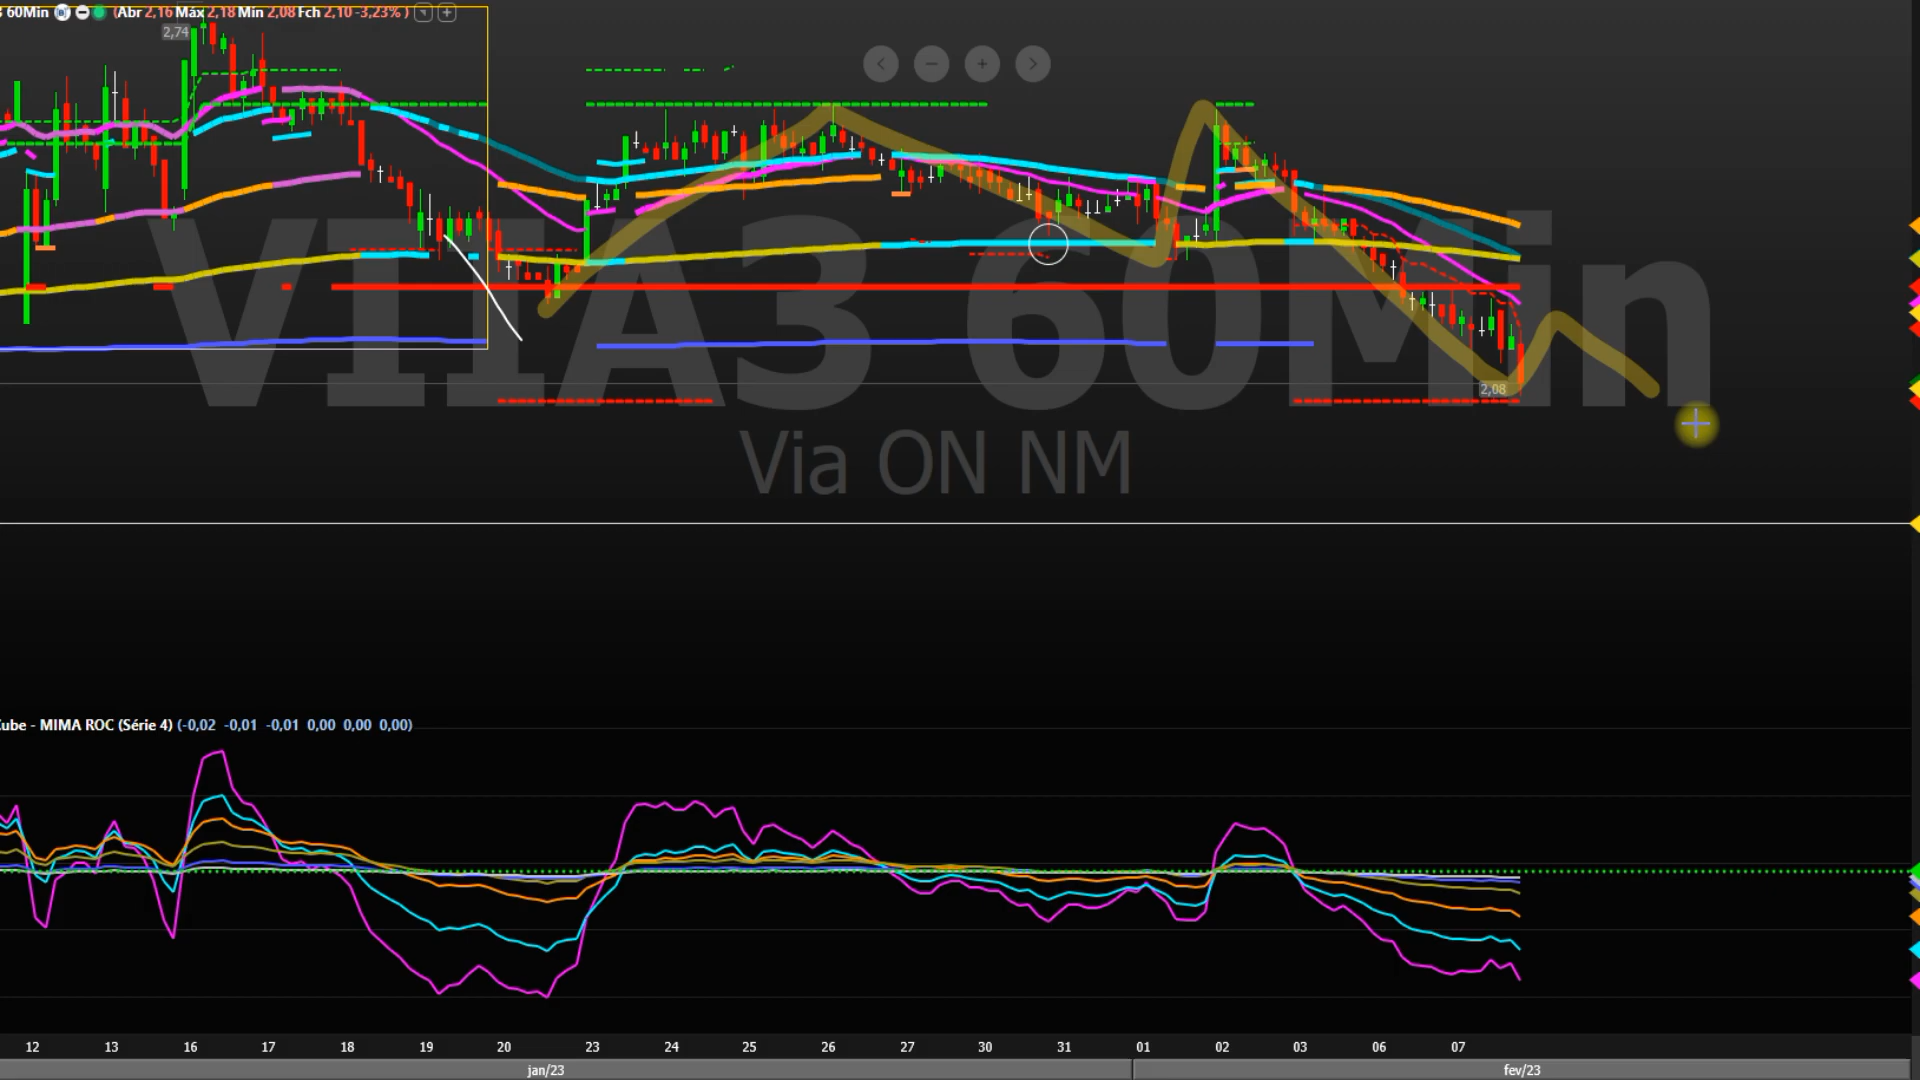 60Min (Abr 2,16 Máx 2,18 Min 2,08 Fch 2,10 -3,23% )
2,74
VIIA3 60Min
2,08
Via ON NM
Cube - MIMA ROC (Série 4) (-0,02 -0,01 -0,01 0,00 0,00 0,00)
12 13 16 17 18 19 20 23 24 25 26 27 30 31 01 02 03 06 07
jan/23 fev/23